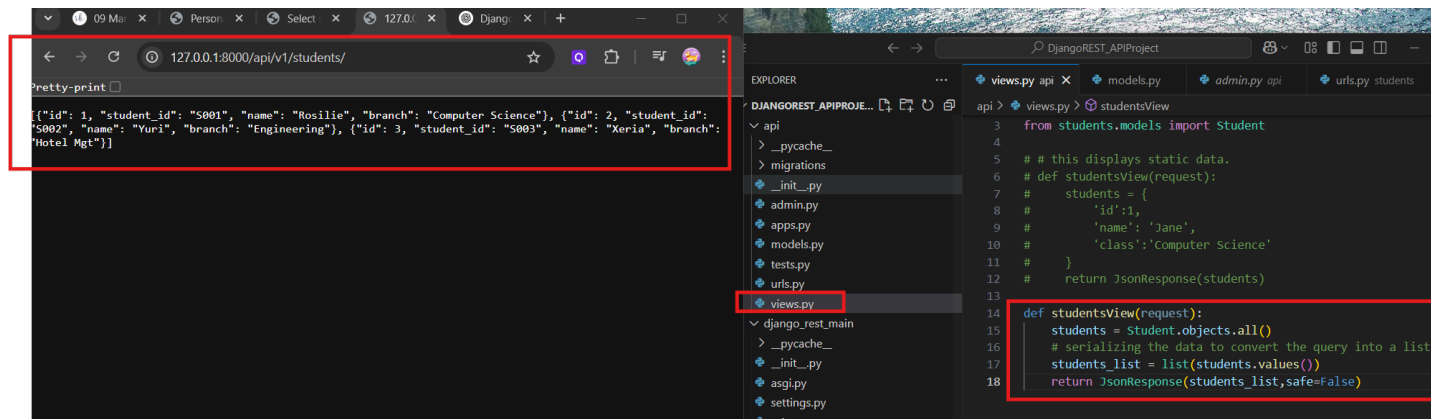 09 Mar
Person
Select
127.0.0
Djang
127.0.0.1:8000/api/v1/students/
Pretty-print
[{"id": 1, "student_id": "S001", "name": "Rosilie", "branch": "Computer Science"}, {"id": 2, "student_id":
"S002", "name": "Yuri", "branch": "Engineering"}, {"id": 3, "student_id": "S003", "name": "Xeria", "branch":
"Hotel Mgt"}]
DjangoREST_APIProject
EXPLORER
DJANGOREST_APIPROJE...
api
__pycache__
migrations
__init__.py
admin.py
apps.py
models.py
tests.py
urls.py
views.py
django_rest_main
__pycache__
__init__.py
asgi.py
settings.py
views.py api
models.py
admin.py api
urls.py students
api > views.py > studentsView
3 from students.models import Student
4
5 # # this displays static data.
6 # def studentsView(request):
7 #     students = {
8 #         'id':1,
9 #         'name': 'Jane',
10 #         'class':'Computer Science'
11 #     }
12 #     return JsonResponse(students)
13
14 def studentsView(request):
15     students = Student.objects.all()
16     # serializing the data to convert the query into a list
17     students_list = list(students.values())
18     return JsonResponse(students_list,safe=False)